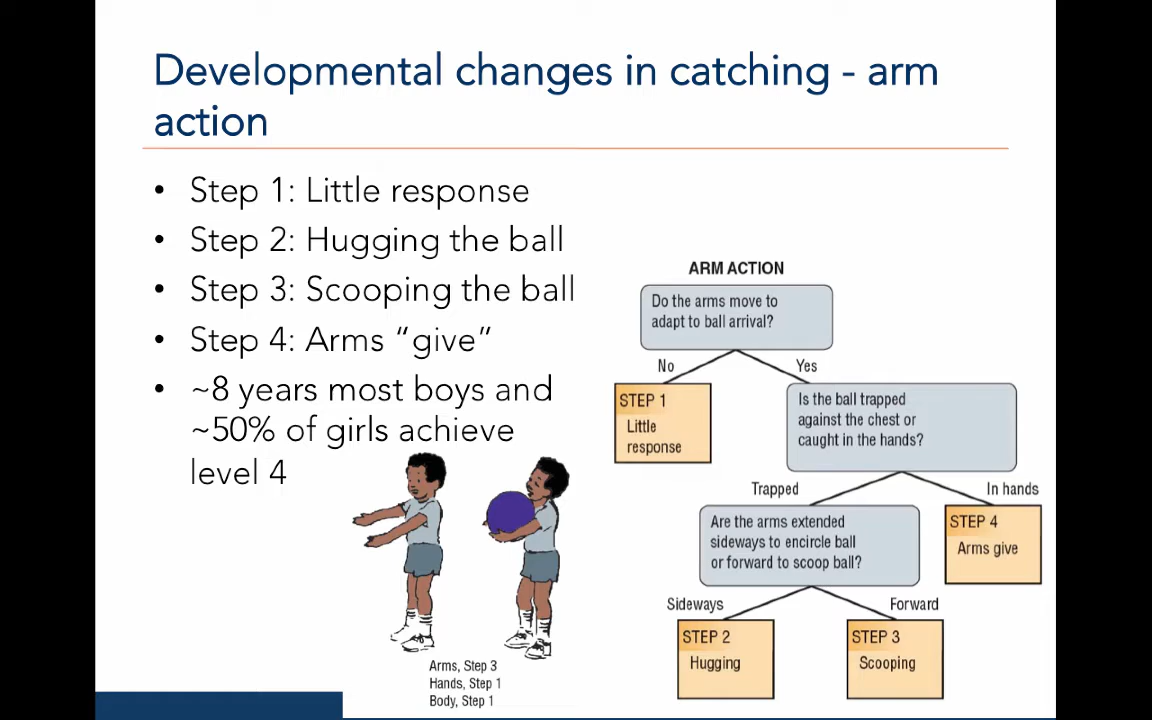 Developmental changes in catching - arm
action
• Step 1: Little response
• Step 2: Hugging the ball
• Step 3: Scooping the ball
• Step 4: Arms “give”
• ~8 years most boys and
~50% of girls achieve
level 4
Arms, Step 3
Hands, Step 1
Body, Step 1
ARM ACTION
Do the arms move to
adapt to ball arrival?
No
Yes
STEP 1
Little
response
Is the ball trapped
against the chest or
caught in the hands?
Trapped
In hands
Are the arms extended
sideways to encircle ball
or forward to scoop ball?
STEP 4
Arms give
Sideways
Forward
STEP 2
Hugging
STEP 3
Scooping